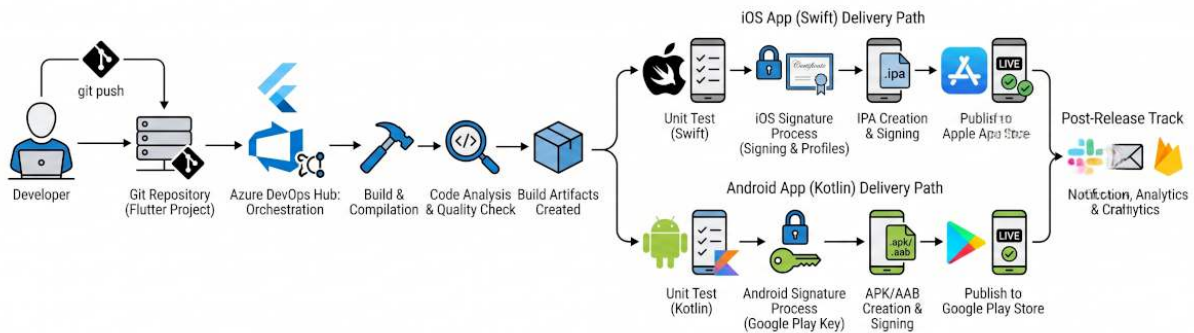 iOS App (Swift) Delivery Path
git push
Developer
Git Repository
(Flutter Project)
Azure DevOps Hub:
Orchestration
Build &
Compilation
Code Analysis
& Quality Check
Build Artifacts
Created
Unit Test
(Swift)
Certificate
iOS Signature
Process
(Signing & Profiles)
.ipa
IPA Creation
& Signing
LIVE
Publish to
Apple App Store
Android App (Kotlin) Delivery Path
Unit Test
(Kotlin)
Android Signature
Process
(Google Play Key)
.apk/
.aab
APK/AAB
Creation &
Signing
LIVE
Publish to
Google Play Store
Post-Release Track
Analytics
&